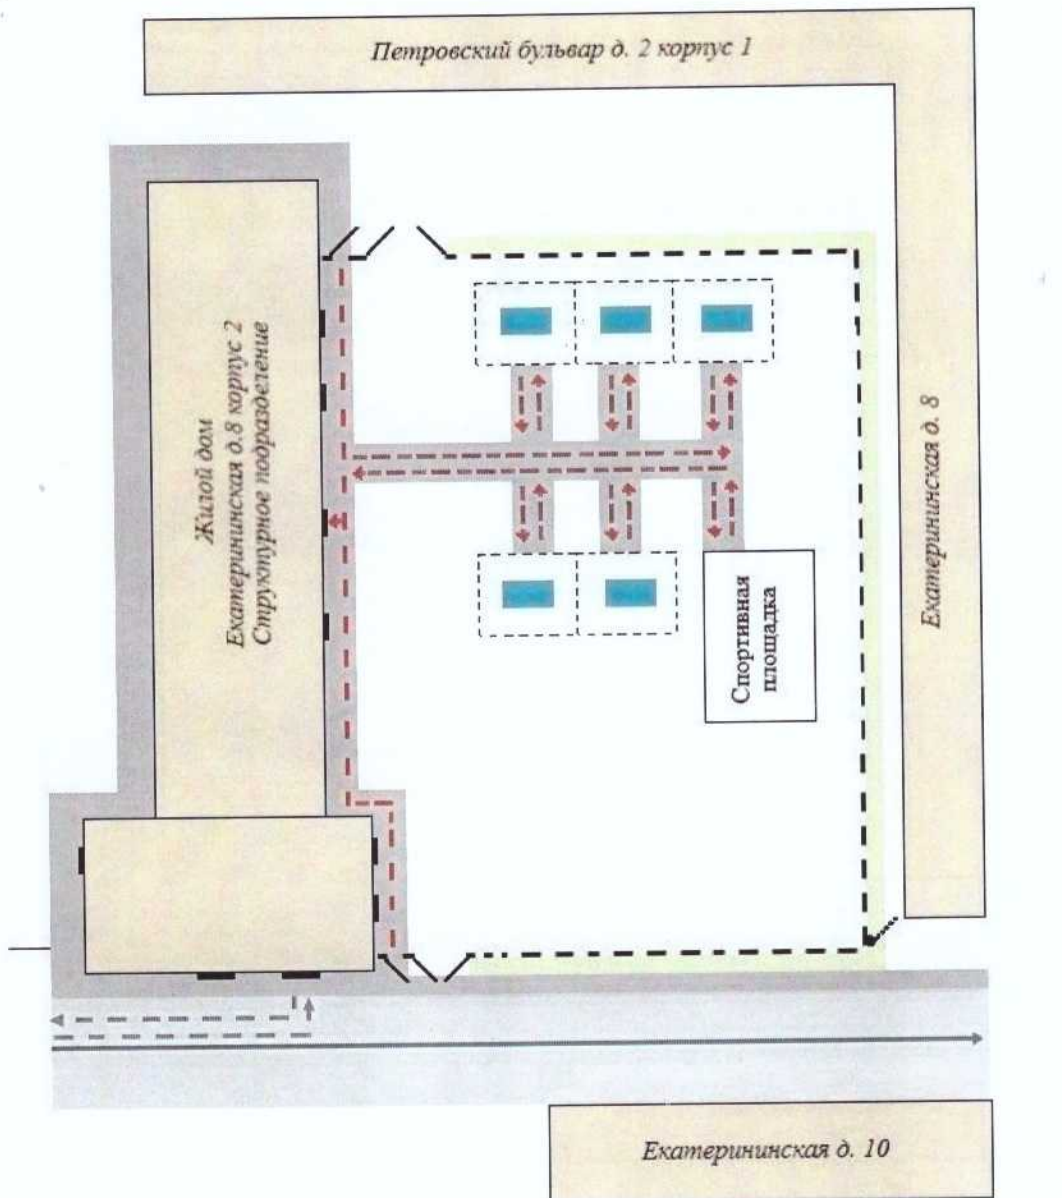 Петровский бульвар д. 2 корпус 1
Жилой дом
Екатерининская д.8 корпус 2
Структурное подразделение
Екатерининская д. 8
Спортивная
площадка
Екатерининская д. 10